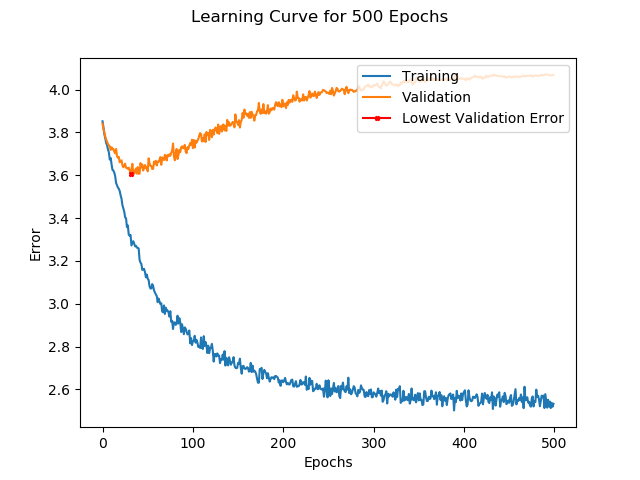 Learning Curve for 500 Epochs
Training
Validation
Lowest Validation Error
4.0
3.8
3.6
3.4
3.2
3.0
2.8
2.6
Error
0 100 200 300 400 500
Epochs